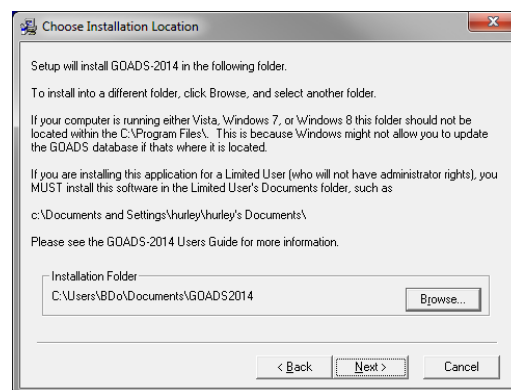 Choose Installation Location
Setup will install GOADS-2014 in the following folder.
To install into a different folder, click Browse, and select another folder.
If your computer is running either Vista, Windows 7, or Windows 8 this folder should not be
located within the C:\Program Files\. This is because Windows might not allow you to update
the GOADS database if thats where it is located.
If you are installing this application for a Limited User (who will not have administrator rights), you
MUST install this software in the Limited User's Documents folder, such as
c:\Documents and Settings\hurley\hurley's Documents\
Please see the GOADS-2014 Users Guide for more information.
Installation Folder
C:\Users\BDo\Documents\GOADS2014
Browse...
< Back
Next >
Cancel